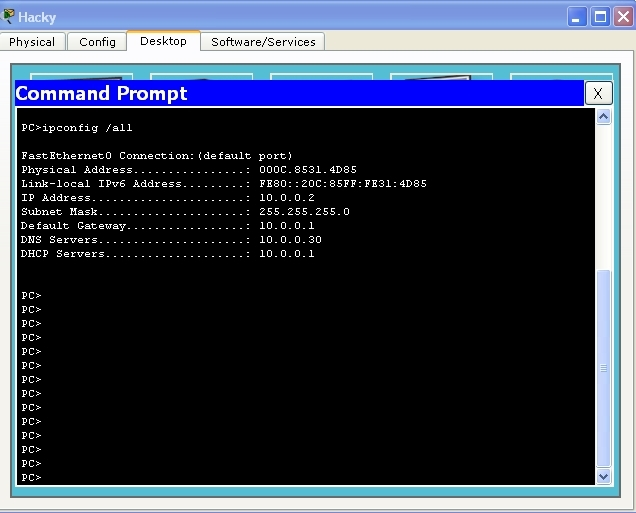 Hacky
Physical Config Desktop Software/Services
Command Prompt X
PC>ipconfig /all
FastEthernet0 Connection:(default port)
Physical Address................: 000C.8531.4D85
Link-local IPv6 Address.........: FE80::20C:85FF:FE31:4D85
IP Address......................: 10.0.0.2
Subnet Mask.....................: 255.255.255.0
Default Gateway.................: 10.0.0.1
DNS Servers.....................: 10.0.0.30
DHCP Servers....................: 10.0.0.1
PC>
PC>
PC>
PC>
PC>
PC>
PC>
PC>
PC>
PC>
PC>
PC>
PC>
PC>